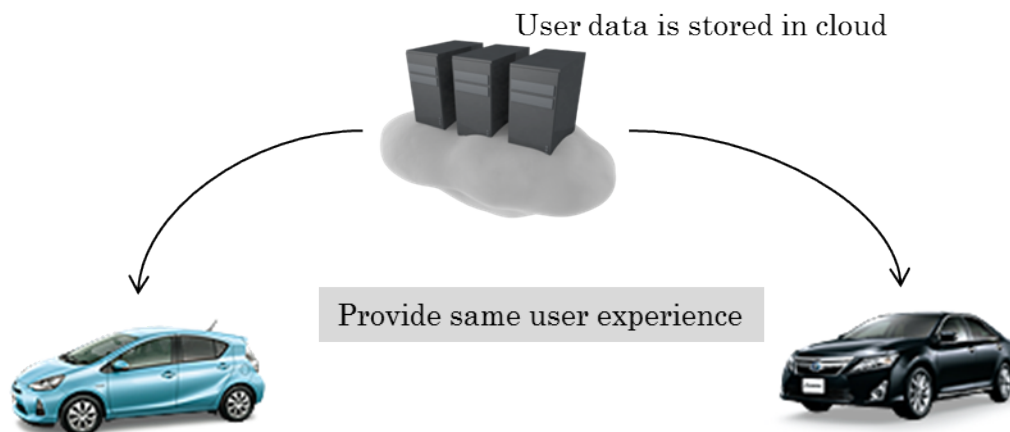 User data is stored in cloud
Provide same user experience